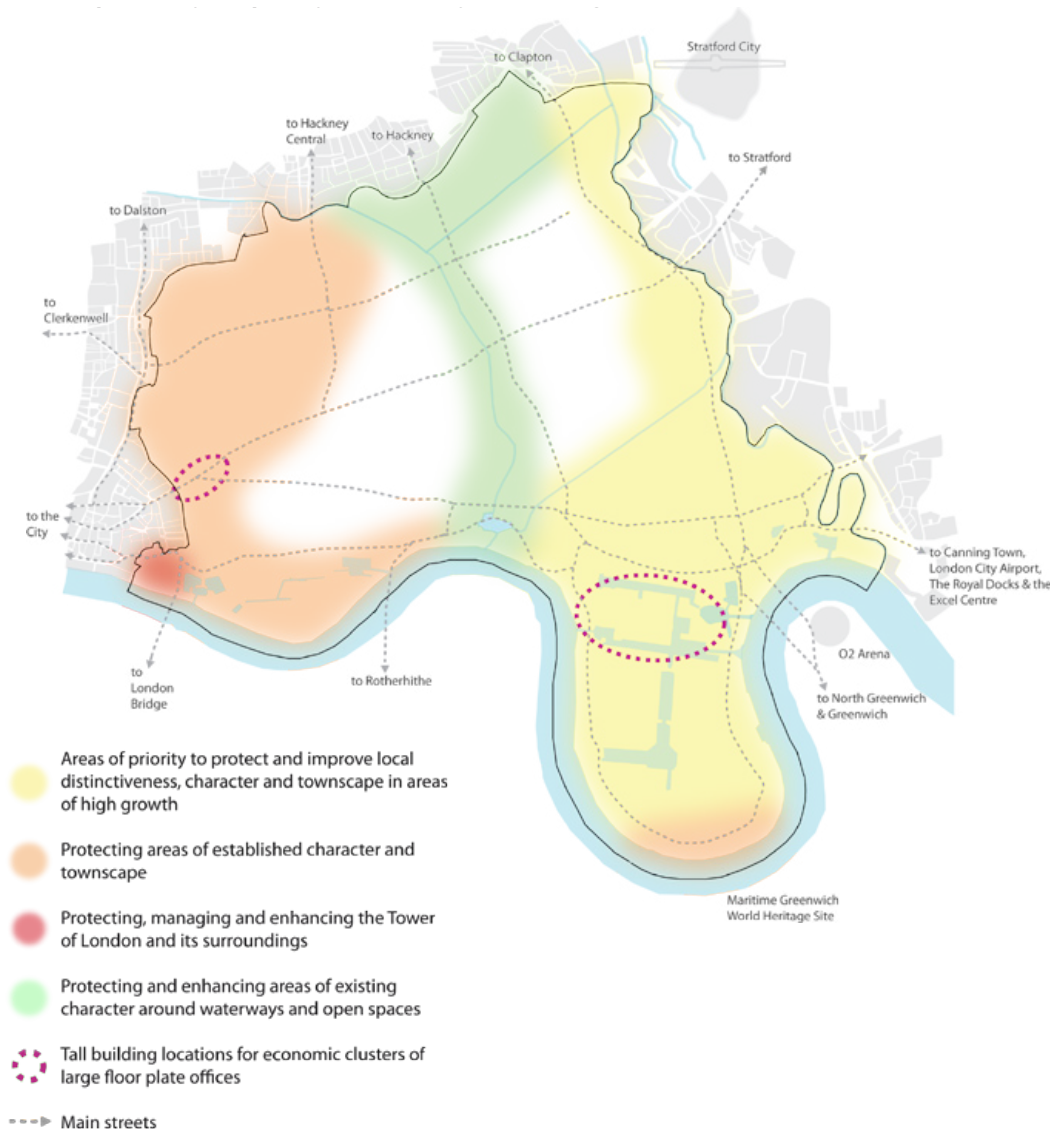 to Clapton
Stratford City
to Hackney
Central
to Hackney
to Stratford
to Dalston
to
Clerkenwell
to the
City
to Canning Town,
London City Airport,
The Royal Docks & the
Excel Centre
O2 Arena
to
London
Bridge
to Rotherhithe
to North Greenwich
& Greenwich
Maritime Greenwich
World Heritage Site
Areas of priority to protect and improve local
distinctiveness, character and townscape in areas
of high growth
Protecting areas of established character and
townscape
Protecting, managing and enhancing the Tower
of London and its surroundings
Protecting and enhancing areas of existing
character around waterways and open spaces
Tall building locations for economic clusters of
large floor plate offices
Main streets